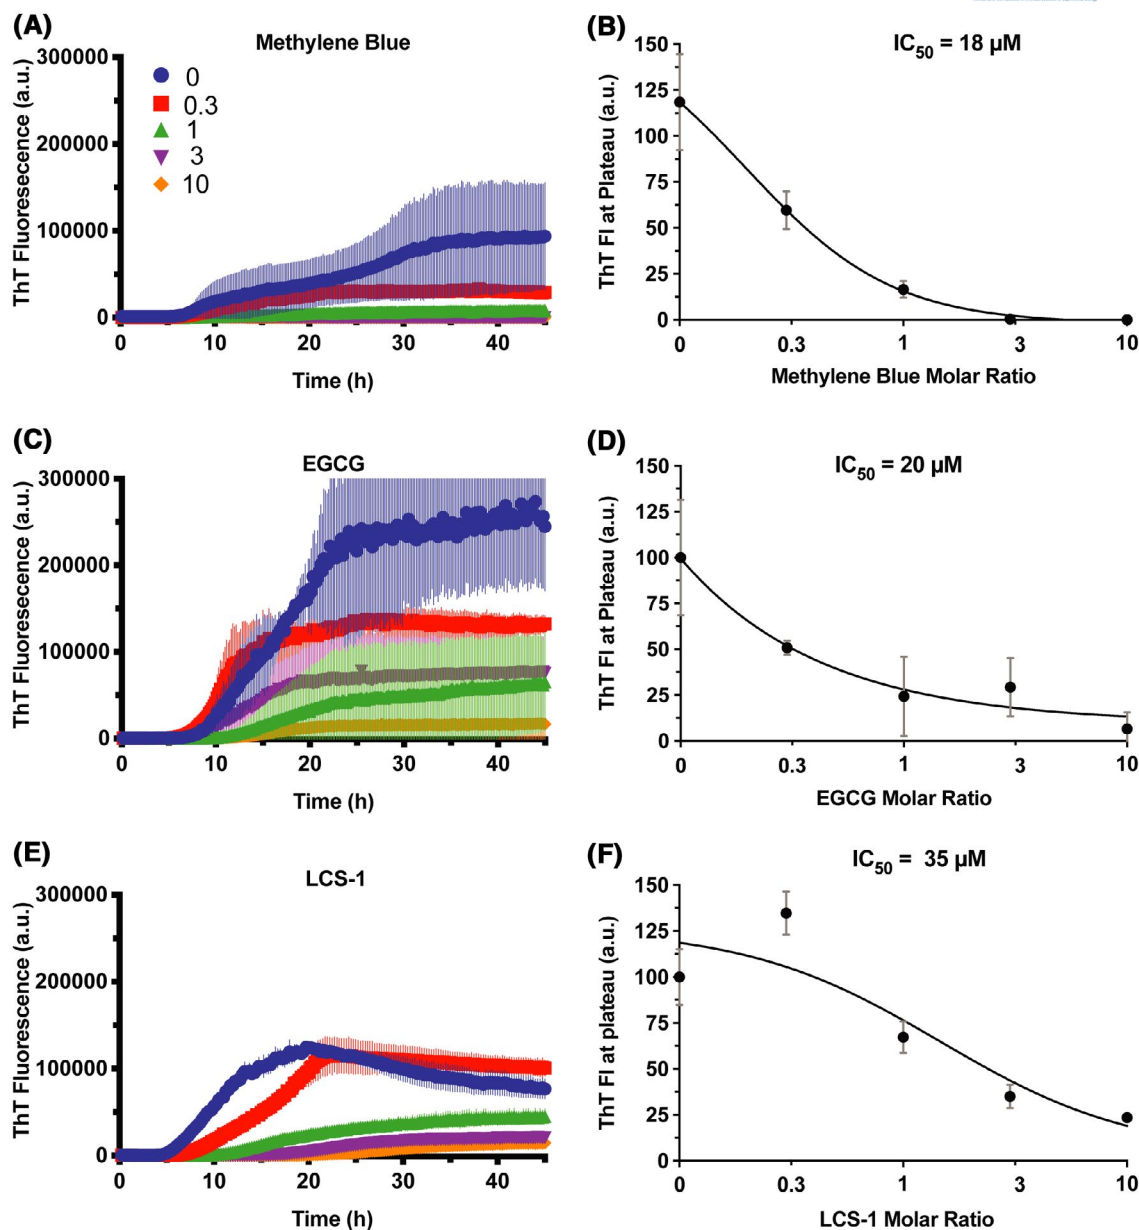 (A)
Methylene Blue
ThT Fluoresecence (a.u.)
300000
200000
100000
0
0
0.3
1
3
10
0 10 20 30 40
Time (h)
(B)
IC50 = 18 µM
ThT FI at Plateau (a.u.)
150
125
100
75
50
25
0
0 0.3 1 3 10
Methylene Blue Molar Ratio
(C)
EGCG
ThT Fluoresecence (a.u.)
300000
200000
100000
0
0 10 20 30 40
Time (h)
(D)
IC50 = 20 µM
ThT FI at Plateau (a.u.)
150
125
100
75
50
25
0
0 0.3 1 3 10
EGCG Molar Ratio
(E)
LCS-1
ThT Fluorescence (a.u.)
300000
200000
100000
0
0 10 20 30 40
Time (h)
(F)
IC50 = 35 µM
ThT FI at plateau (a.u.)
150
125
100
75
50
25
0
0 0.3 1 3 10
LCS-1 Molar Ratio